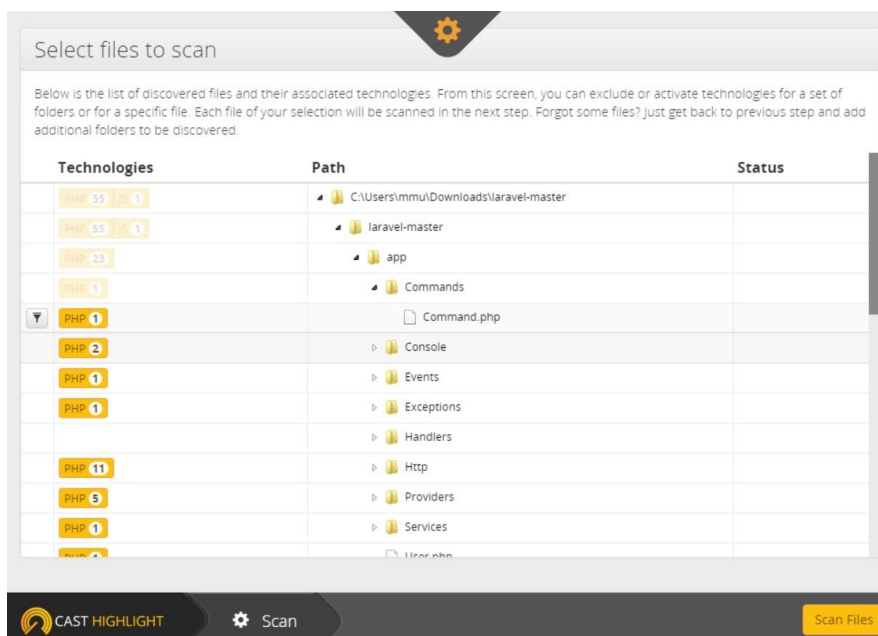 Select files to scan
Below is the list of discovered files and their associated technologies. From this screen, you can exclude or activate technologies for a set of
folders or for a specific file. Each file of your selection will be scanned in the next step. Forgot some files? Just get back to previous step and add
additional folders to be discovered.
Technologies Path Status
PHP 55 JS 1 C:\Users\mmu\Downloads\laravel-master
PHP 55 JS 1 laravel-master
PHP 23 app
PHP 1 Commands
PHP 1 Command.php
PHP 2 Console
PHP 1 Events
PHP 1 Exceptions
Handlers
PHP 11 Http
PHP 5 Providers
PHP 1 Services
PHP 1 User.php
CAST HIGHLIGHT Scan Scan Files